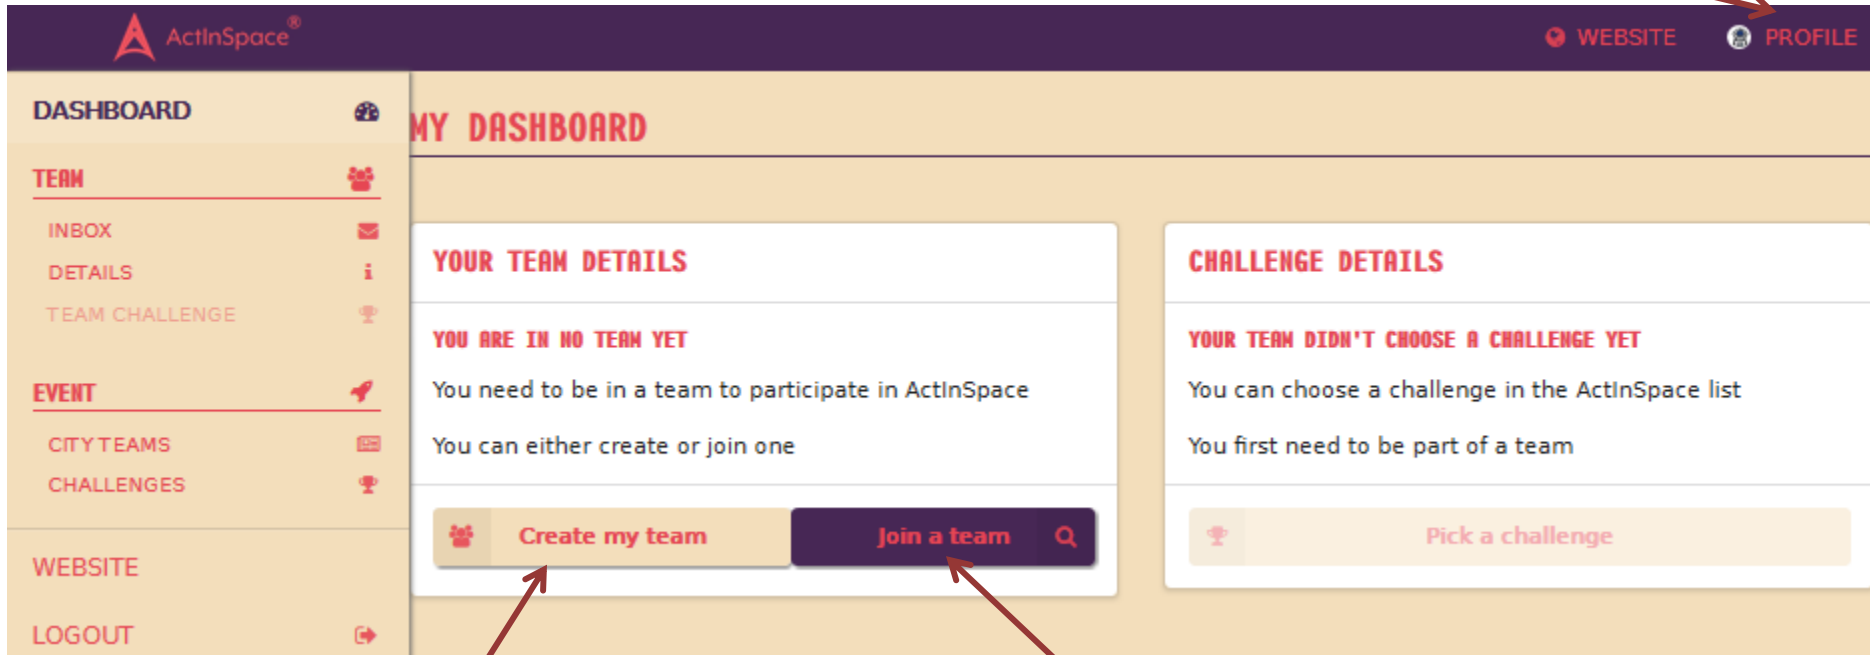 ActInSpace®
WEBSITE
PROFILE
DASHBOARD
TEAM
INBOX
DETAILS
TEAM CHALLENGE
EVENT
CITY TEAMS
CHALLENGES
WEBSITE
LOGOUT
MY DASHBOARD
YOUR TEAM DETAILS
YOU ARE IN NO TEAM YET
You need to be in a team to participate in ActInSpace
You can either create or join one
Create my team
Join a team
CHALLENGE DETAILS
YOUR TEAM DIDN'T CHOOSE A CHALLENGE YET
You can choose a challenge in the ActInSpace list
You first need to be part of a team
Pick a challenge